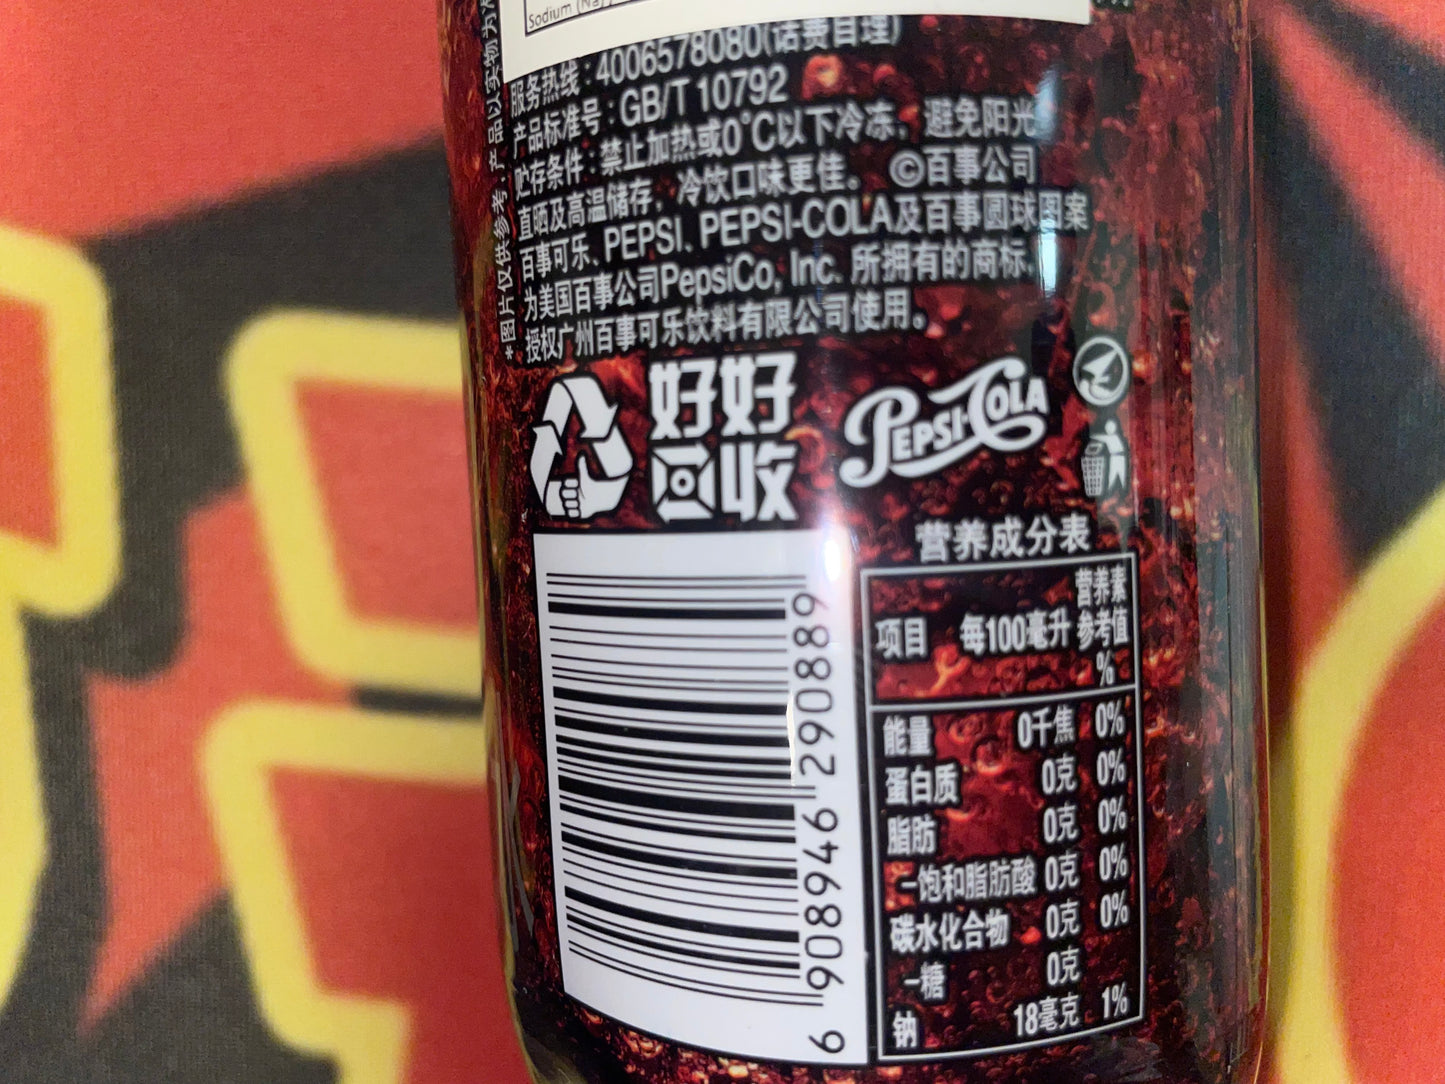 Sodium (Na)
*图片仅供参考,产品以实物为准
服务热线:4006578080(话费自理)
产品标准号:GB/T 10792
贮存条件:禁止加热或0°C以下冷冻,避免阳光
直晒及高温储存,冷饮口味更佳。 ©百事公司
百事可乐、PEPSI、PEPSI-COLA及百事圆球图案
为美国百事公司PepsiCo, Inc.所拥有的商标,
授权广州百事可乐饮料有限公司使用。
好好
回收
PEPSI-COLA
6 908946 290889
营养成分表
项目 每100毫升 营养素参考值%
能量 0千焦 0%
蛋白质 0克 0%
脂肪 0克 0%
-饱和脂肪酸 0克 0%
碳水化合物 0克 0%
-糖 0克
钠 18毫克 1%